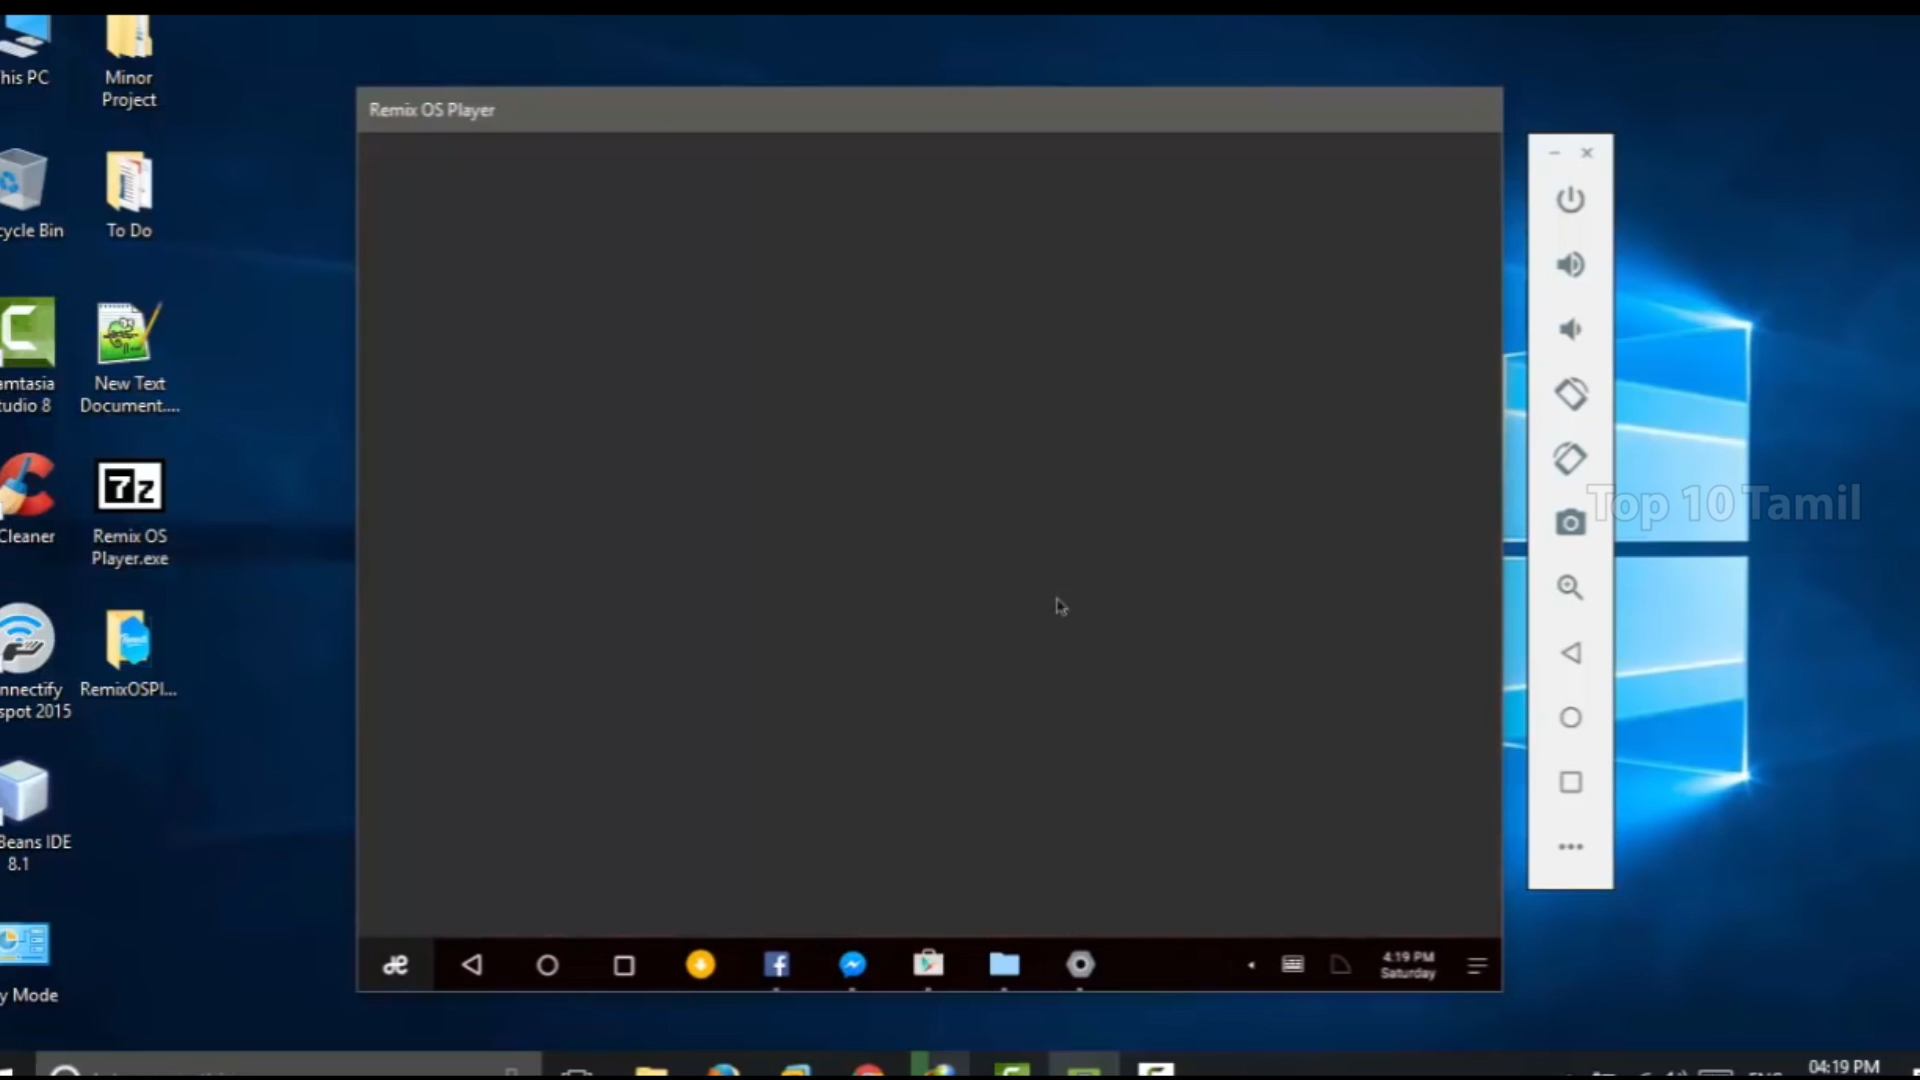 his PC
Minor
Project
Remix OS Player
ycle Bin
To Do
amtasia
tudio 8
New Text
Document....
Top 10 Tamil
Cleaner
7z
Remix OS
Player.exe
nnectify
spot 2015
RemixOSPl...
Beans IDE
8.1
4:19 PM
Saturday
y Mode
04:19 PM